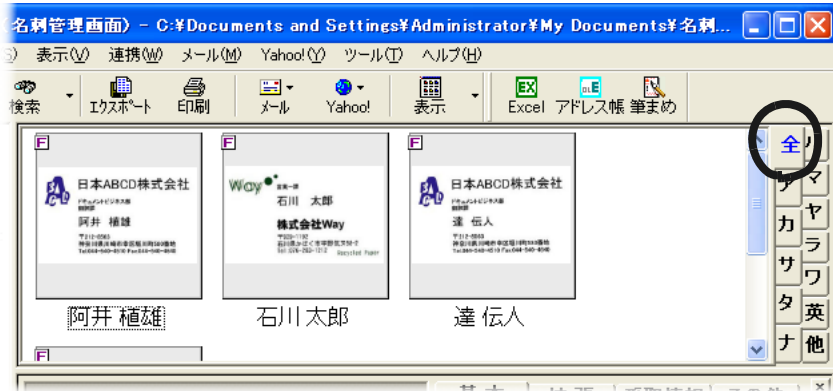 名刺管理画面〉 - C:¥Documents and Settings¥Administrator¥My Documents¥名刺...
表示(V) 連携(W) メール(M) Yahoo!(Y) ツール(T) ヘルプ(H)
検索 エクスポート 印刷 メール Yahoo! 表示 Excel アドレス帳 筆まめ
日本ABCD株式会社
阿井 植雄
Way
石川 太郎
株式会社Way
Recycled Paper
日本ABCD株式会社
達 伝人
阿井 植雄
石川 太郎
達 伝人
全
ア
カ
サ
タ
ナ
ハ
マ
ヤ
ラ
ワ
英
他